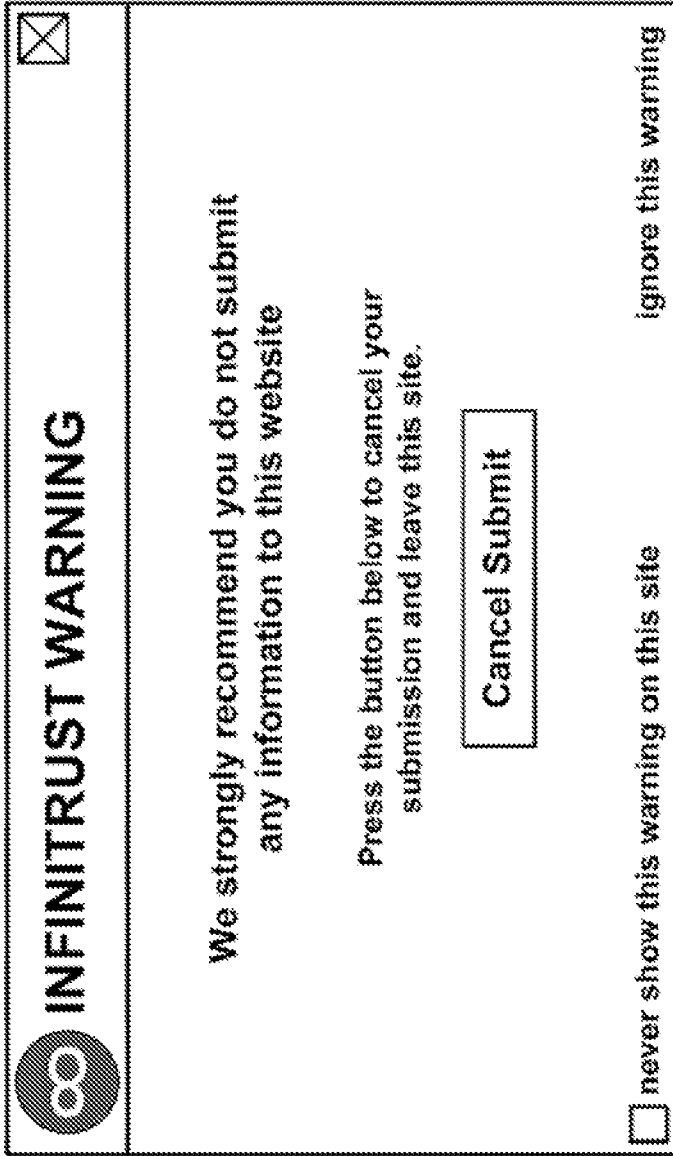 INFINITRUST WARNING
We strongly recommend you do not submit
any information to this website
Press the button below to cancel your
submission and leave this site.
Cancel Submit
never show this warning on this site
ignore this warning